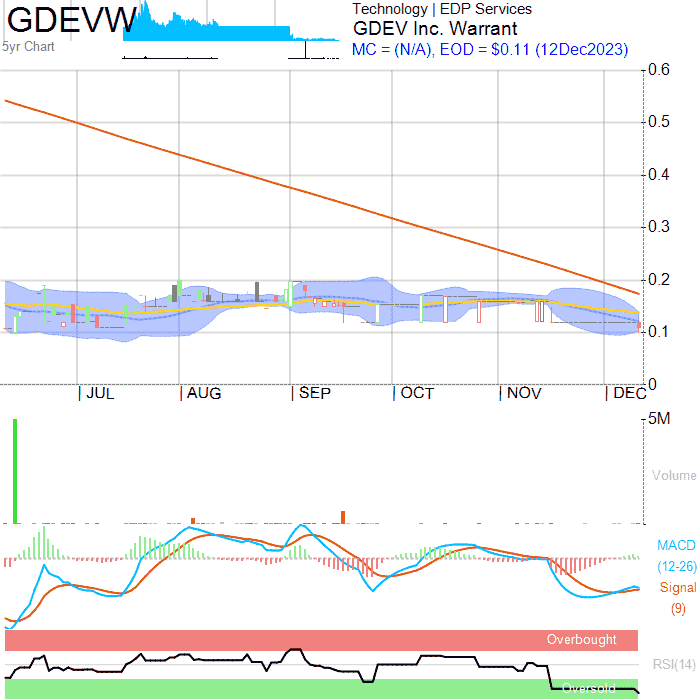 GDEVW
5yr Chart
Technology | EDP Services
GDEV Inc. Warrant
MC = (N/A), EOD = $0.11 (12Dec2023)
0.6
0.5
0.4
0.3
0.2
0.1
0
| JUL | AUG | SEP | OCT | NOV | DEC
5M
Volume
MACD
(12-26)
Signal
(9)
Overbought
RSI(14)
Oversold